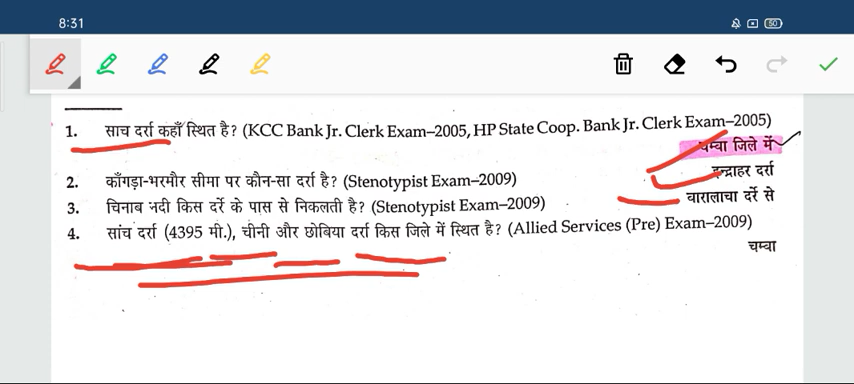 8:31
50
1. साच दर्रा कहाँ स्थित है? (KCC Bank Jr. Clerk Exam–2005, HP State Coop. Bank Jr. Clerk Exam–2005)
चम्बा जिले में
2. काँगड़ा-भरमौर सीमा पर कौन-सा दर्रा है? (Stenotypist Exam–2009)
इन्द्राहर दर्रा
3. चिनाब नदी किस दर्रे के पास से निकलती है? (Stenotypist Exam–2009)
वारालाचा दर्रे से
4. सांच दर्रा (4395 मी.), चीनी और छोबिया दर्रा किस जिले में स्थित है? (Allied Services (Pre) Exam–2009)
चम्वा